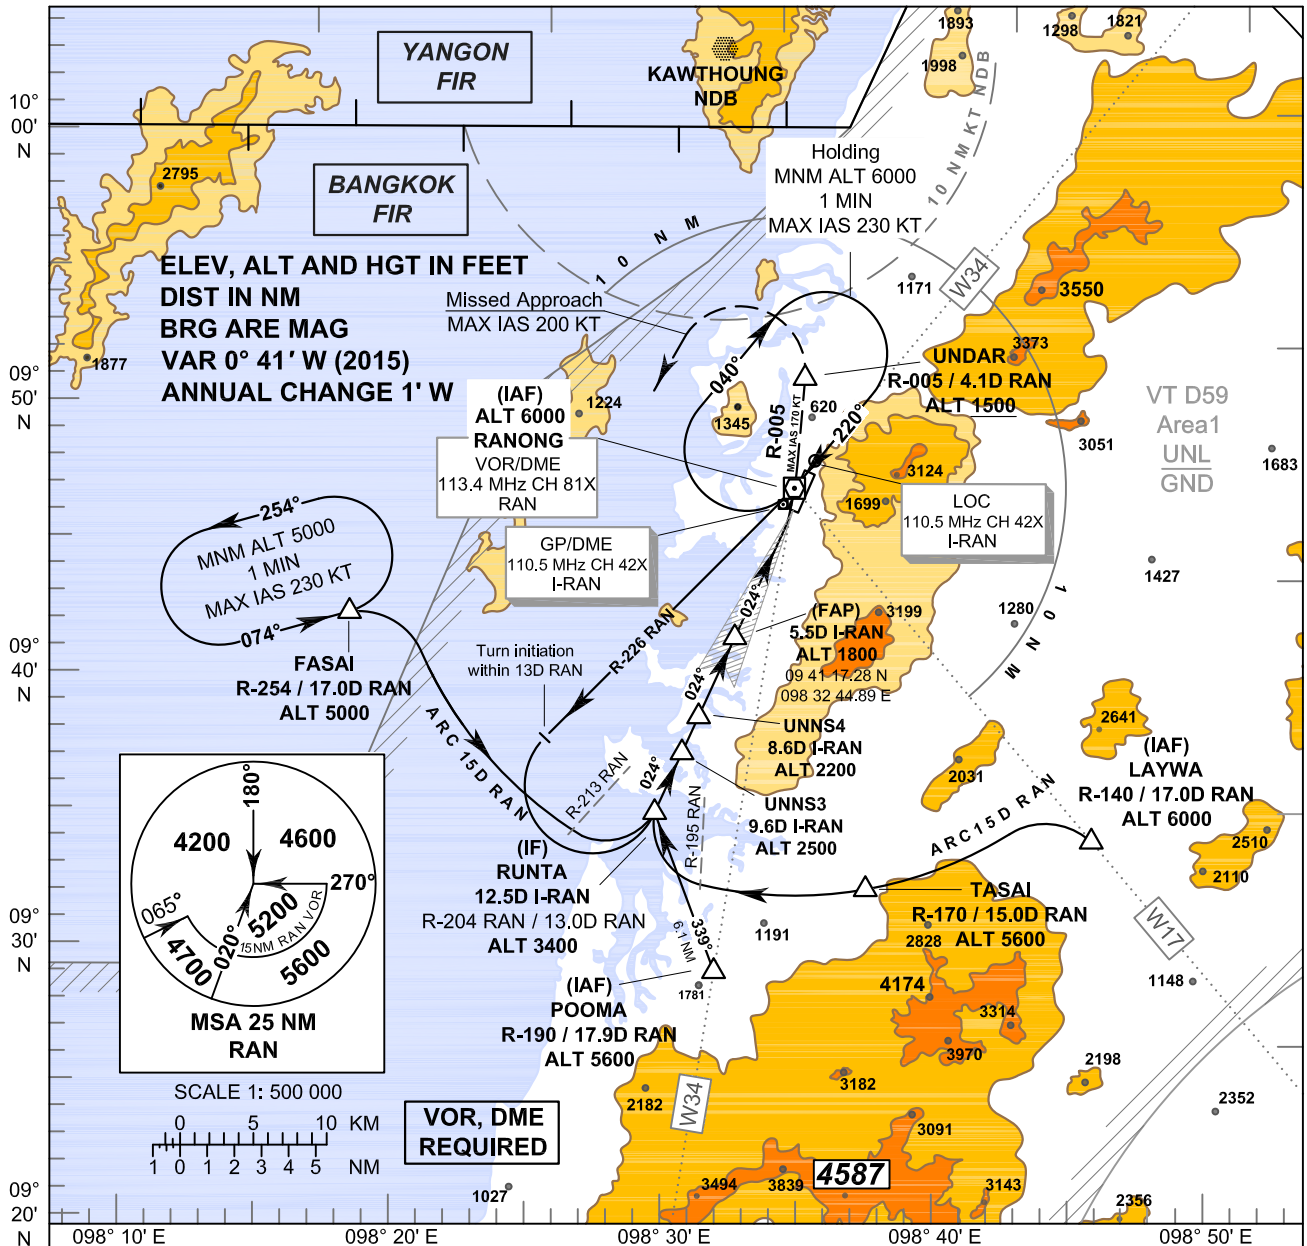 YANGON
FIR
KAWTHOUNG
NDB
1893
1298
1821
1998
10°
00'
N
2795
BANGKOK
FIR
Holding
MNM ALT 6000
1 MIN
MAX IAS 230 KT
10 NM KT NDB
10 NM
ELEV, ALT AND HGT IN FEET
DIST IN NM
BRG ARE MAG
VAR 0° 41' W (2015)
ANNUAL CHANGE 1' W
Missed Approach
MAX IAS 200 KT
1171
W34
3550
1877
3373
09°
50'
N
(IAF)
ALT 6000
RANONG
VOR/DME
113.4 MHz CH 81X
RAN
1224
040°
1345
R-005
MAX IAS 170 KT
620
220°
UNDAR
R-005 / 4.1D RAN
ALT 1500
3051
VT D59
Area1
UNL
GND
1683
3124
1699
LOC
110.5 MHz CH 42X
I-RAN
GP/DME
110.5 MHz CH 42X
I-RAN
254°
MNM ALT 5000
1 MIN
MAX IAS 230 KT
074°
1427
1280
10 NM
024°
(FAP)
5.5D I-RAN
ALT 1800
09 41 17.28 N
098 32 44.89 E
3199
R-226 RAN
09°
40'
N
FASAI
R-254 / 17.0D RAN
ALT 5000
Turn initiation
within 13D RAN
024°
UNNS4
8.6D I-RAN
ALT 2200
2641
2031
(IAF)
LAYWA
R-140 / 17.0D RAN
ALT 6000
ARC 15D RAN
R-213 RAN
024°
UNNS3
9.6D I-RAN
ALT 2500
R-195 RAN
ARC 15D RAN
2510
2110
180°
4200
4600
270°
065°
5200
15NM RAN VOR
020°
4700
5600
MSA 25 NM
RAN
(IF)
RUNTA
12.5D I-RAN
R-204 RAN / 13.0D RAN
ALT 3400
TASAI
R-170 / 15.0D RAN
ALT 5600
09°
30'
N
339°
6.1 NM
1191
2828
W17
1148
4174
3314
3970
1781
(IAF)
POOMA
R-190 / 17.9D RAN
ALT 5600
2198
2352
3182
2182
3091
W34
SCALE 1: 500 000
0 5 10 KM
1 0 1 2 3 4 5 NM
VOR, DME
REQUIRED
1027
3494
3839
4587
3143
2356
09°
20'
N
098° 10' E
098° 20' E
098° 30' E
098° 40' E
098° 50' E